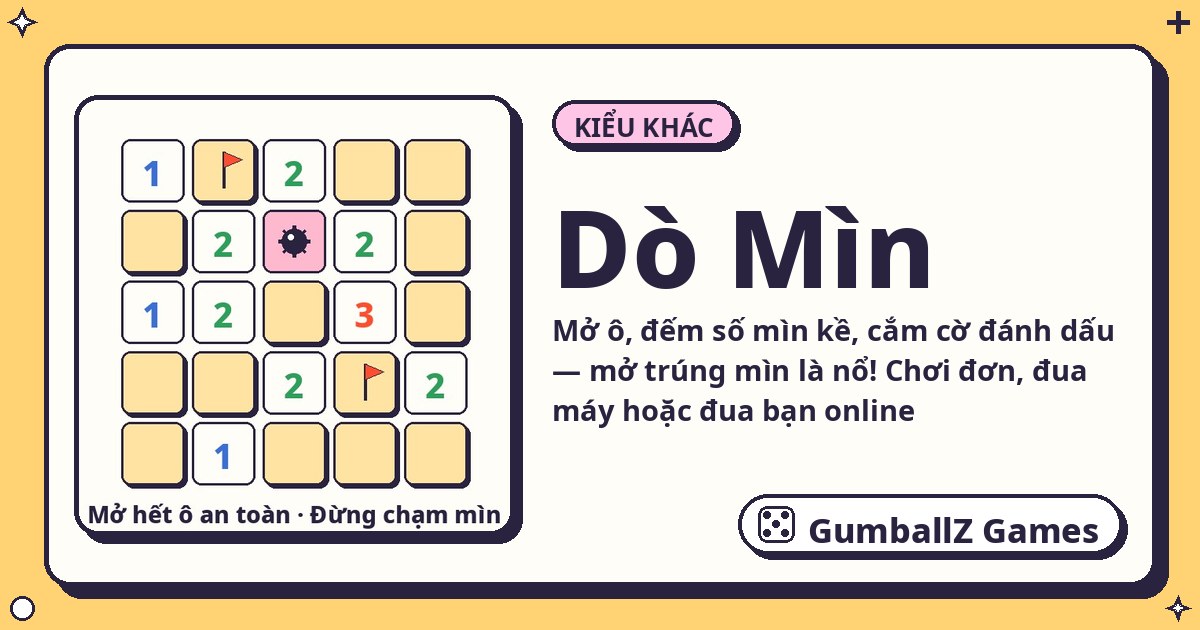 1 2
2 2
1 2 3
2 2
1
Mở hết ô an toàn · Đừng chạm mìn
KIỂU KHÁC
Dò Mìn
Mở ô, đếm số mìn kề, cắm cờ đánh dấu
— mở trúng mìn là nổ! Chơi đơn, đua
máy hoặc đua bạn online
GumballZ Games